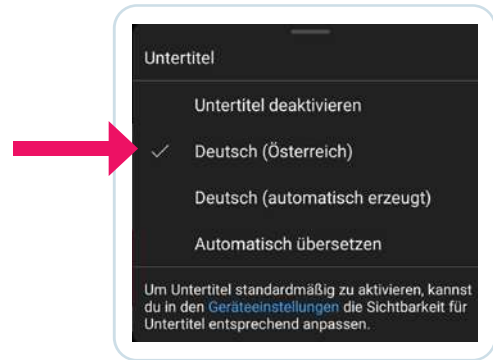 Untertitel
Untertitel deaktivieren
Deutsch (Österreich)
Deutsch (automatisch erzeugt)
Automatisch übersetzen
Um Untertitel standardmäßig zu aktivieren, kannst
du in den Geräteeinstellungen die Sichtbarkeit für
Untertitel entsprechend anpassen.